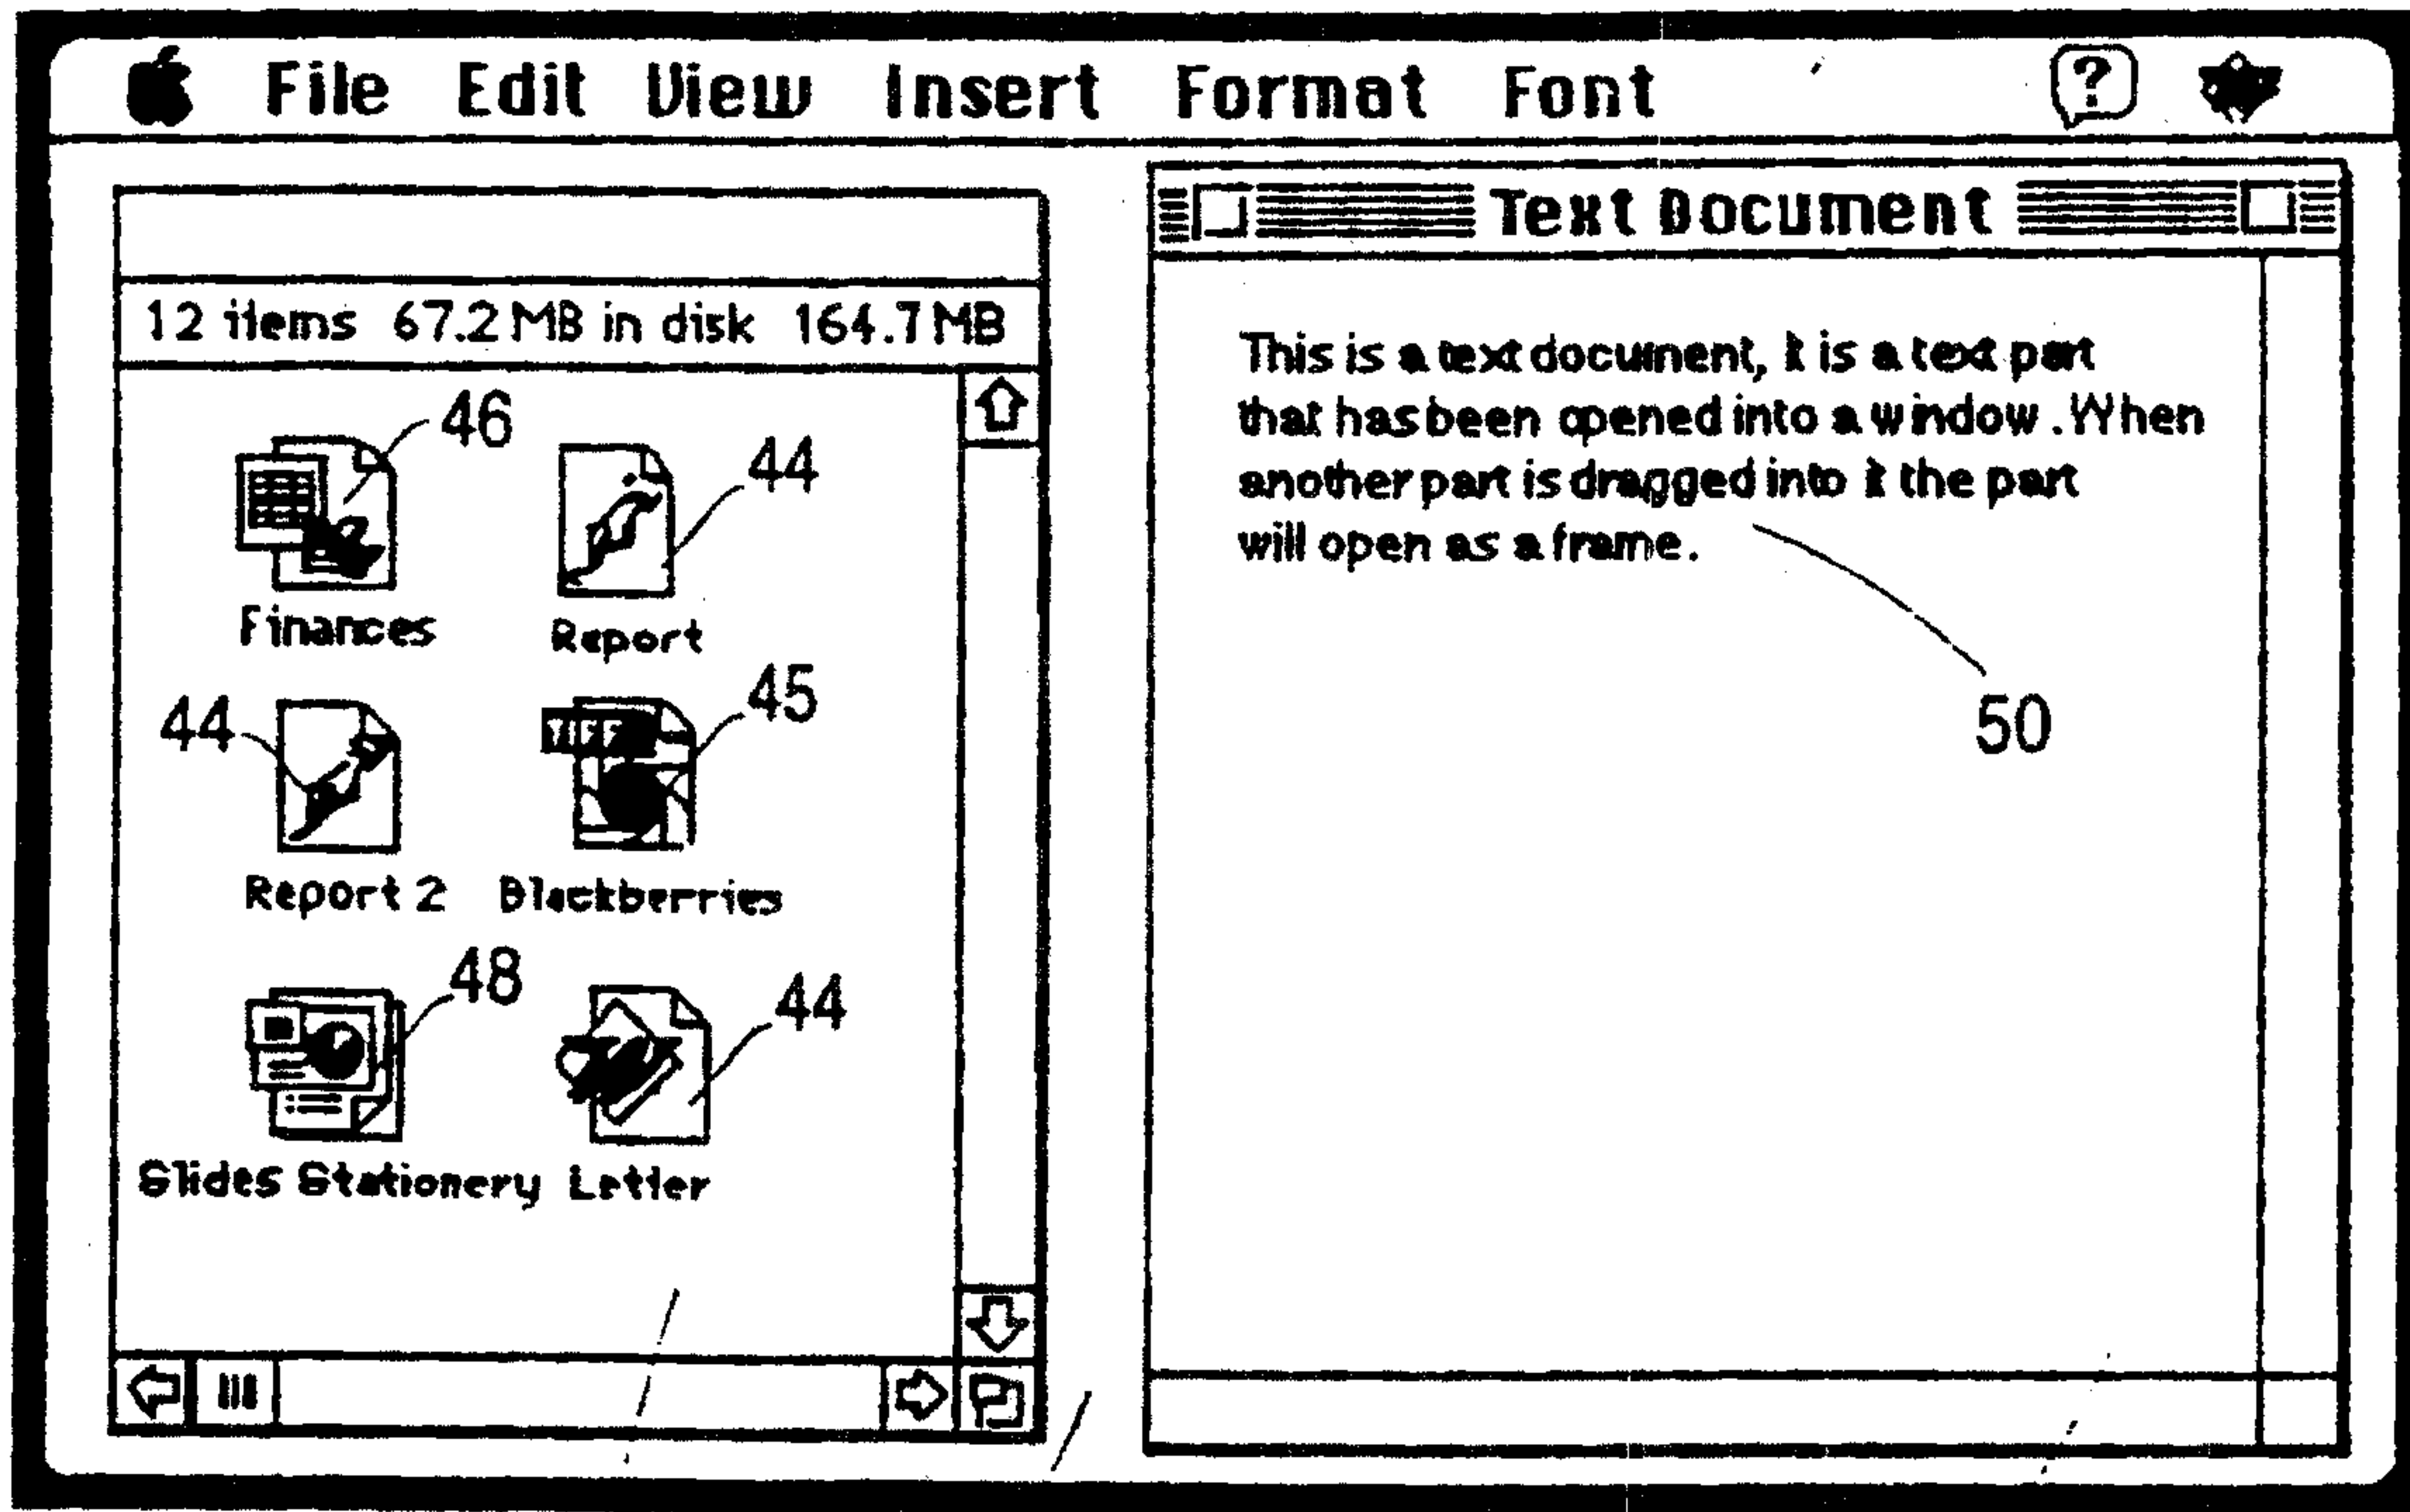 File Edit View Insert Format Font ?
12 items 67.2 MB in disk 164.7 MB
46
44
Finances
Report
44
TIFF
45
Report 2
Blackberries
48
44
Slides Stationery
Letter
Text Document
This is a text document, it is a text part
that has been opened into a window. When
another part is dragged into it the part
will open as a frame.
50